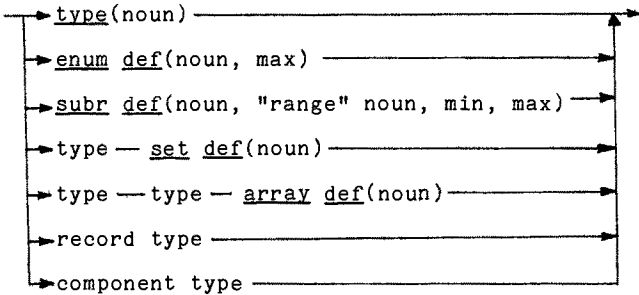 type(noun)
enum def(noun, max)
subr def(noun, "range" noun, min, max)
type — set def(noun)
type — type — array def(noun)
record type
component type